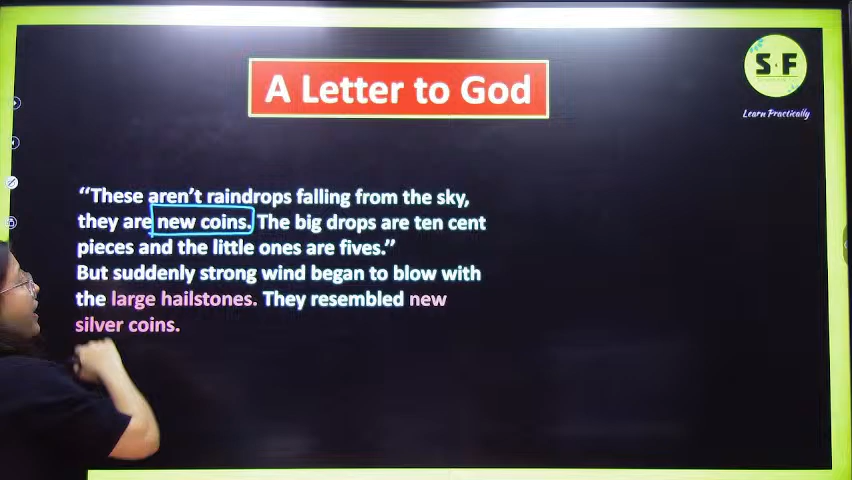 A Letter to God
S F
Learn Practically
“These aren’t raindrops falling from the sky,
they are new coins. The big drops are ten cent
pieces and the little ones are fives.”
But suddenly strong wind began to blow with
the large hailstones. They resembled new
silver coins.